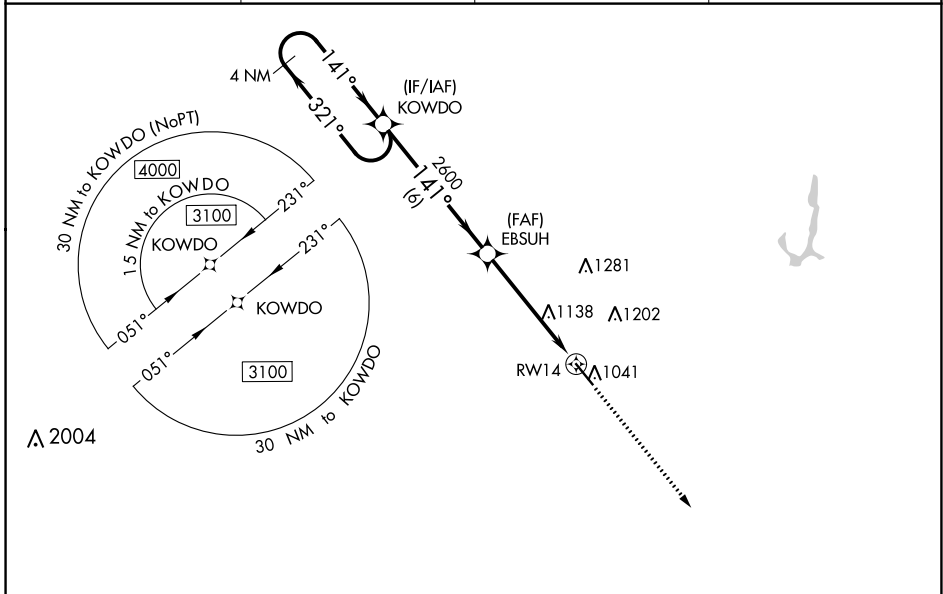 4 NM
141°
321°
(IF/IAF)
KOWDO
2600
141°
(6)
(FAF)
EBSUH
1281
1138
1202
RW14
1041
30 NM to KOWDO (NoPT)
4000
15 NM to KOWDO
3100
231°
KOWDO
051°
231°
KOWDO
051°
3100
30 NM to KOWDO
2004